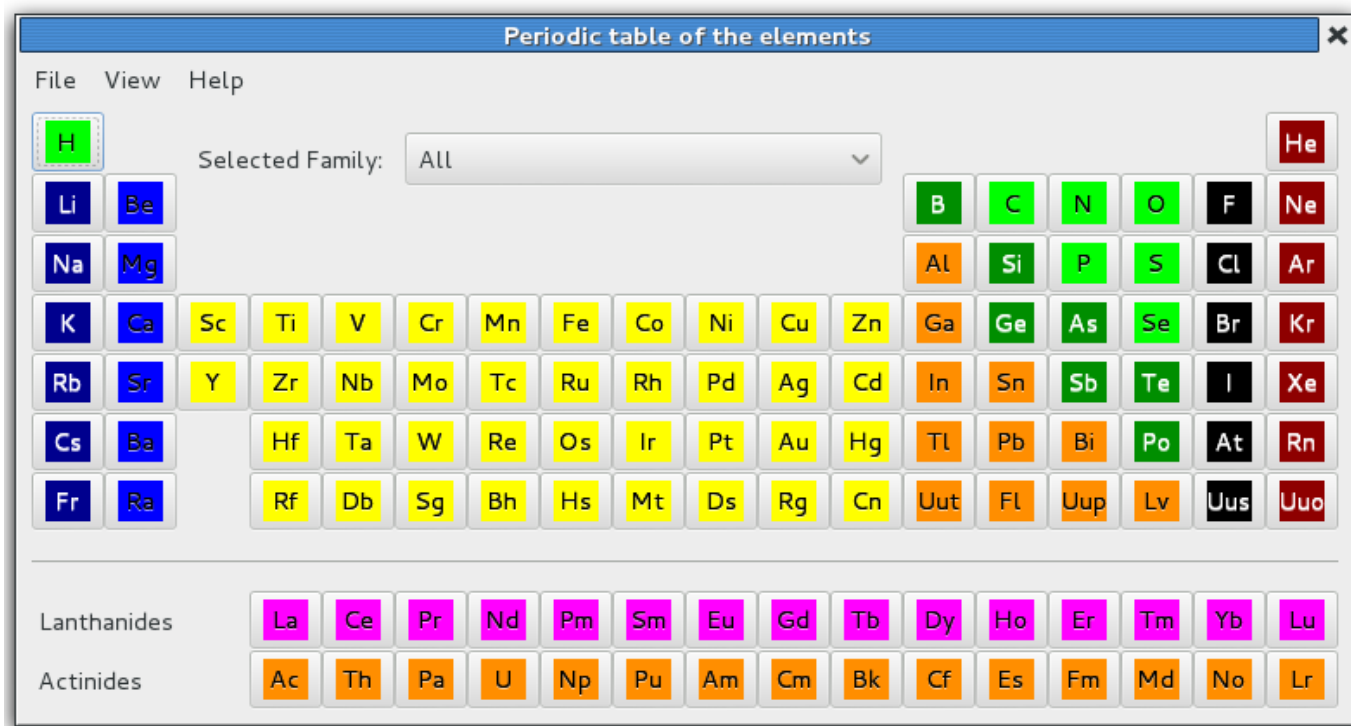 Periodic table of the elements
File View Help
H He
Selected Family: All
Li Be B C N O F Ne
Na Mg Al Si P S Cl Ar
K Ca Sc Ti V Cr Mn Fe Co Ni Cu Zn Ga Ge As Se Br Kr
Rb Sr Y Zr Nb Mo Tc Ru Rh Pd Ag Cd In Sn Sb Te I Xe
Cs Ba Hf Ta W Re Os Ir Pt Au Hg Tl Pb Bi Po At Rn
Fr Ra Rf Db Sg Bh Hs Mt Ds Rg Cn Uut Fl Uup Lv Uus Uuo
Lanthanides La Ce Pr Nd Pm Sm Eu Gd Tb Dy Ho Er Tm Yb Lu
Actinides Ac Th Pa U Np Pu Am Cm Bk Cf Es Fm Md No Lr